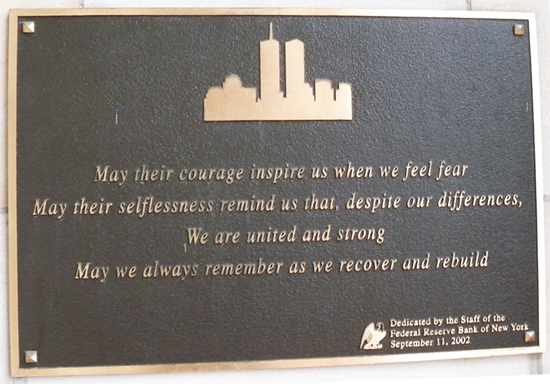 May their courage inspire us when we feel fear
May their selflessness remind us that, despite our differences,
We are united and strong
May we always remember as we recover and rebuild
Dedicated by the Staff of the
Federal Reserve Bank of New York
September 11, 2002